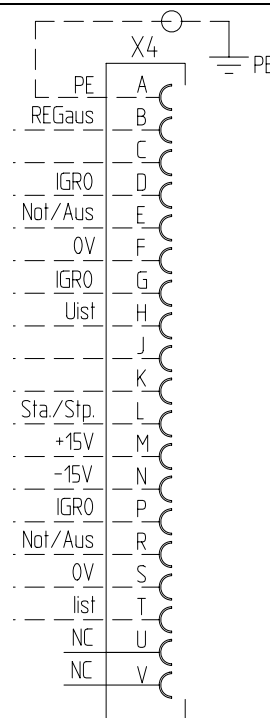 X4
PE
PE A
REGaus B
C
IGR0 D
Not/Aus E
0V F
IGR0 G
Uist H
J
K
Sta./Stp. L
+15V M
-15V N
IGR0 P
Not/Aus R
0V S
Iist T
NC U
NC V